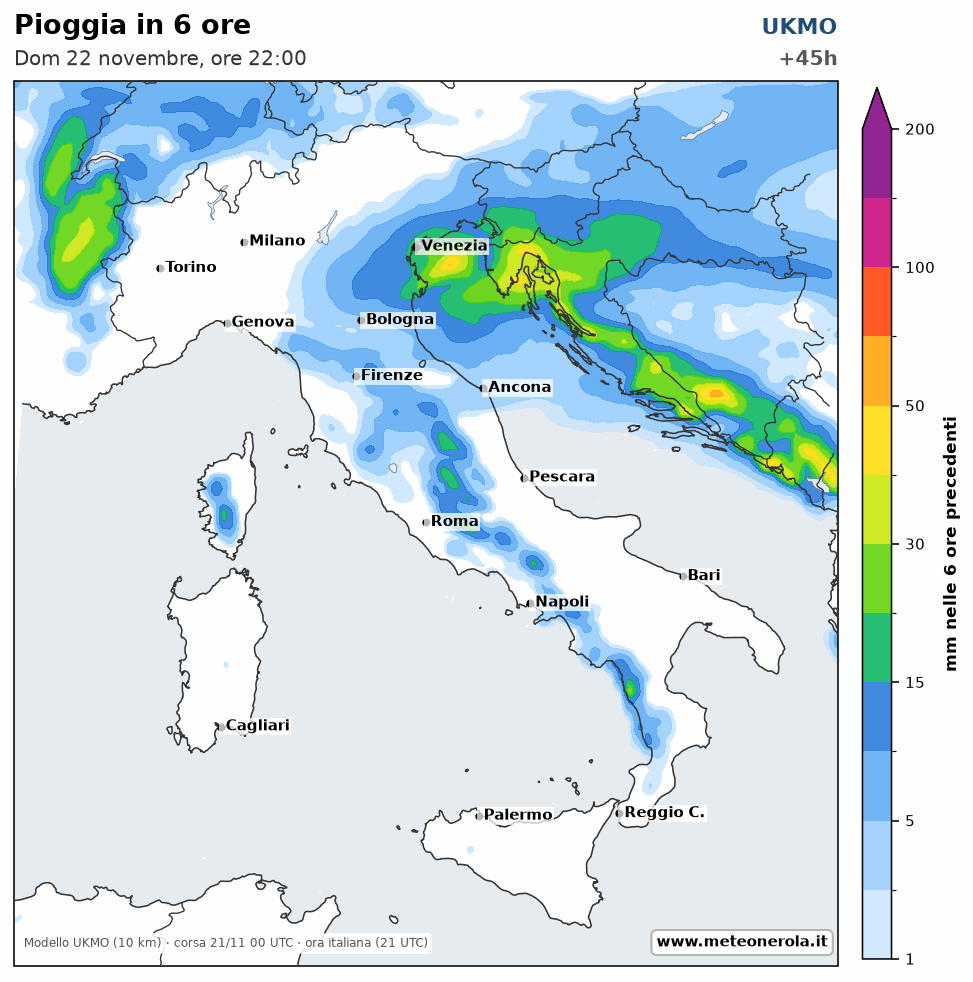 Pioggia in 6 ore
UKMO
Dom 22 novembre, ore 22:00
+45h
200
100
50
30
15
5
1
mm nelle 6 ore precedenti
Venezia
Milano
Torino
Genova
Bologna
Firenze
Ancona
Pescara
Roma
Bari
Napoli
Cagliari
Palermo
Reggio C.
Modello UKMO (10 km) · corsa 21/11 00 UTC · ora italiana (21 UTC)
www.meteonerola.it